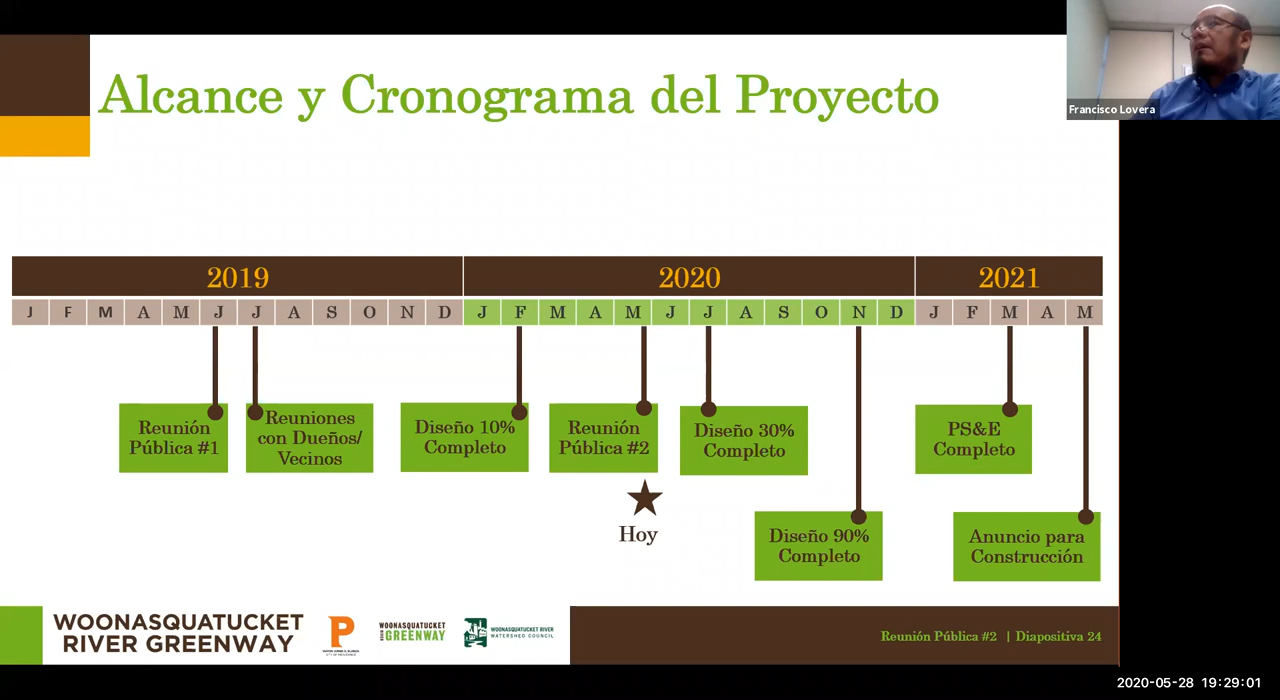 Alcance y Cronograma del Proyecto
Francisco Lovera
2019 2020 2021
J F M A M J J A S O N D J F M A M J J A S O N D J F M A M
Reunión
Pública #1
Reuniones
con Dueños/
Vecinos
Diseño 10%
Completo
Reunión
Pública #2
Diseño 30%
Completo
PS&E
Completo
Hoy
Diseño 90%
Completo
Anuncio para
Construcción
WOONASQUATUCKET
RIVER GREENWAY
P
WOONASQUATUCKET
RIVER GREENWAY
WOONASQUATUCKET RIVER
WATERSHED COUNCIL
Reunión Pública #2 | Diapositiva 24
2020-05-28 19:29:01